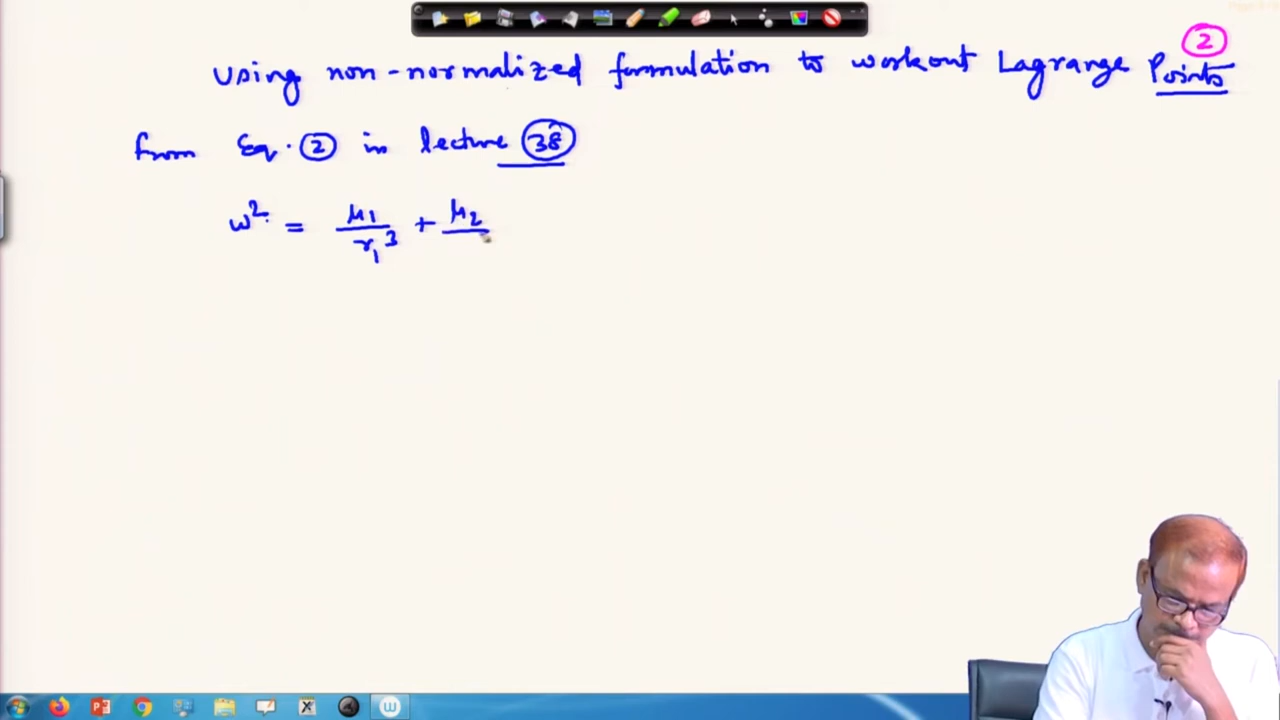 2
Using non-normalized formulation to workout Lagrange Points
from Eq. 2 in lecture 38
ω² = μ₁/r₁³ + μ₂